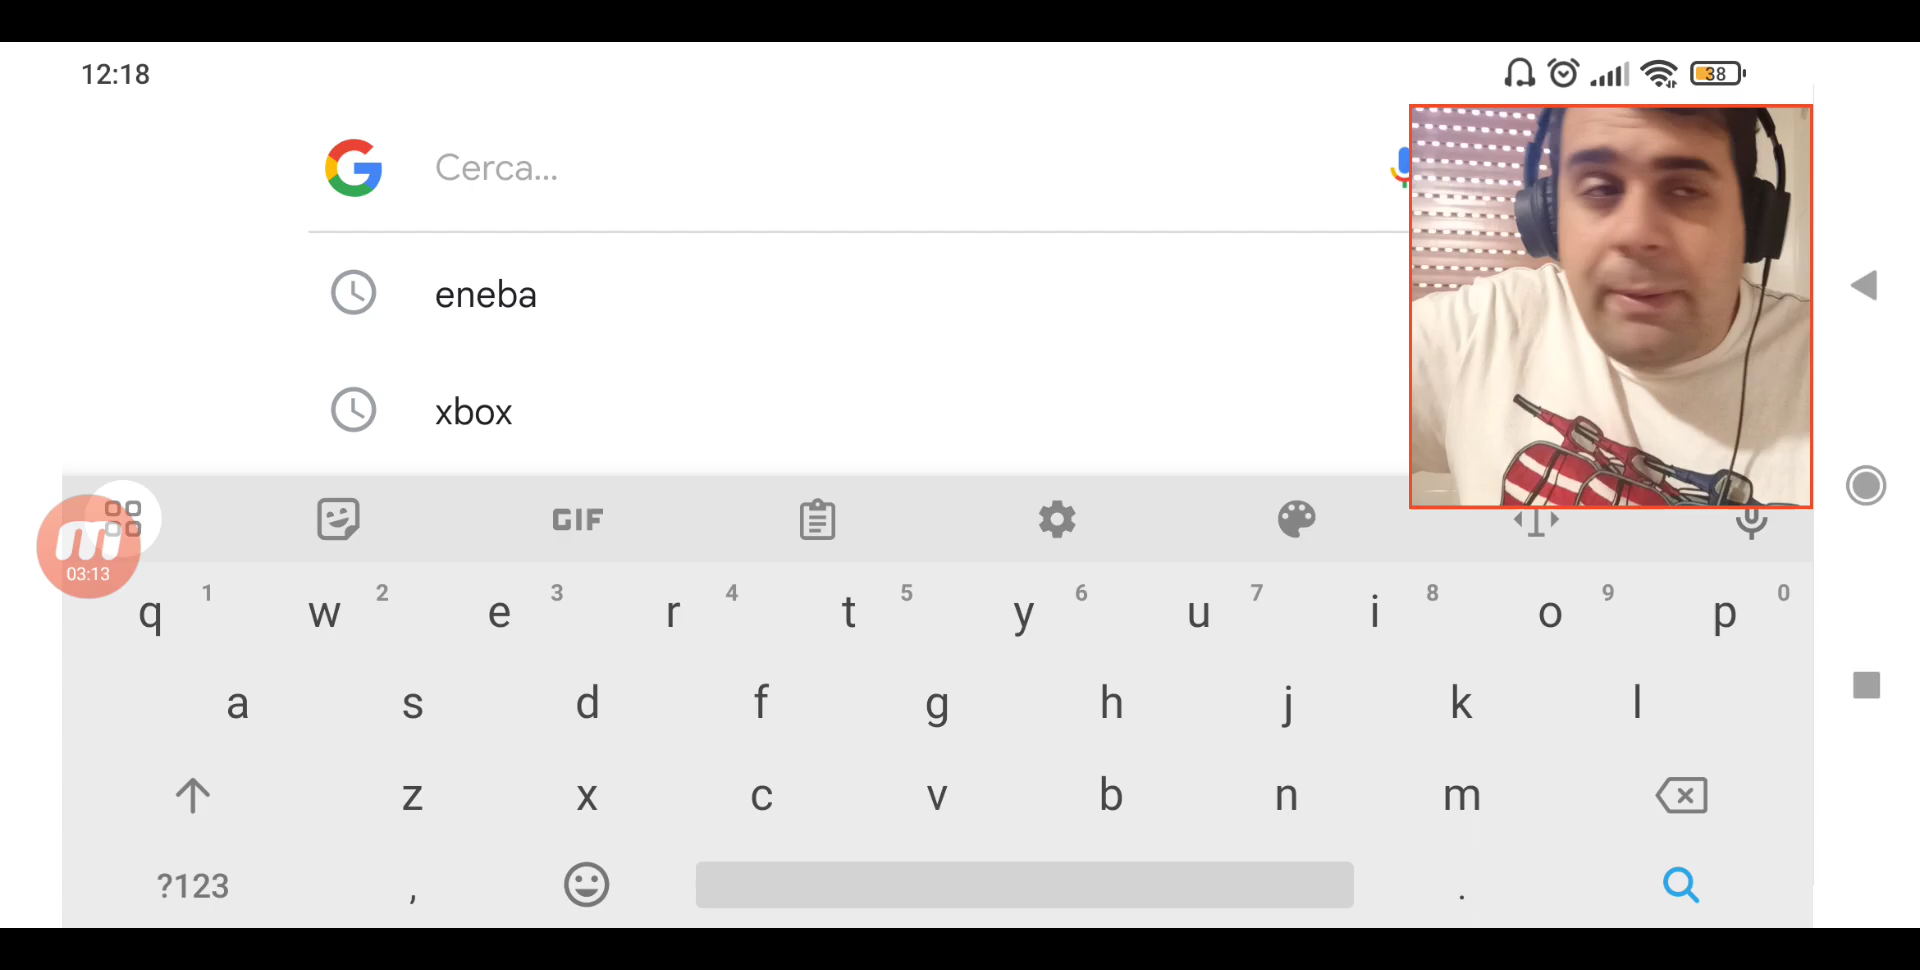 12:18
38
Cerca...
eneba
xbox
GIF
m
03:13
q 1 w 2 e 3 r 4 t 5 y 6 u 7 i 8 o 9 p 0
a s d f g h j k l
z x c v b n m
?123 , .